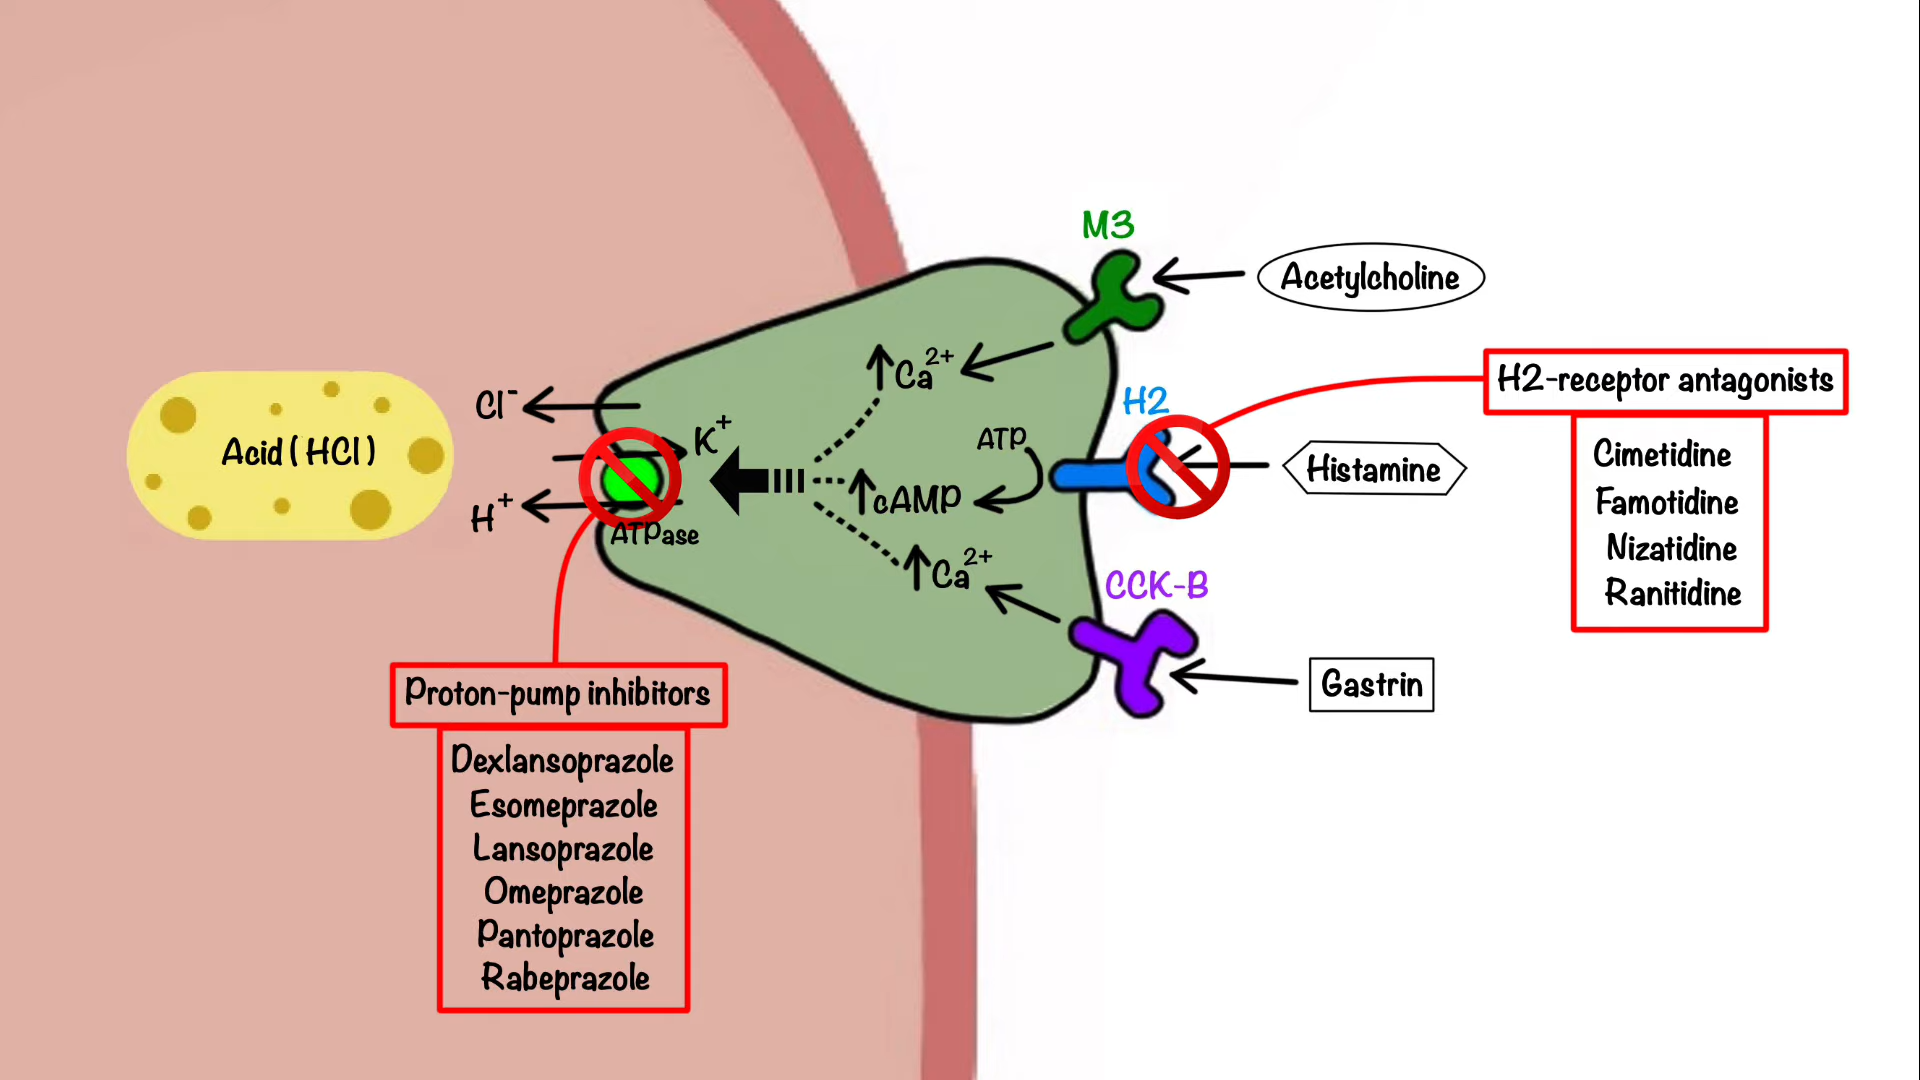 M3
Acetylcholine
↑Ca²⁺
H2-receptor antagonists
Cl⁻
H2
Cimetidine
Famotidine
Nizatidine
Ranitidine
Acid (HCl)
K⁺
ATP
Histamine
↑cAMP
H⁺
ATPase
↑Ca²⁺
CCK-B
Gastrin
Proton-pump inhibitors
Dexlansoprazole
Esomeprazole
Lansoprazole
Omeprazole
Pantoprazole
Rabeprazole